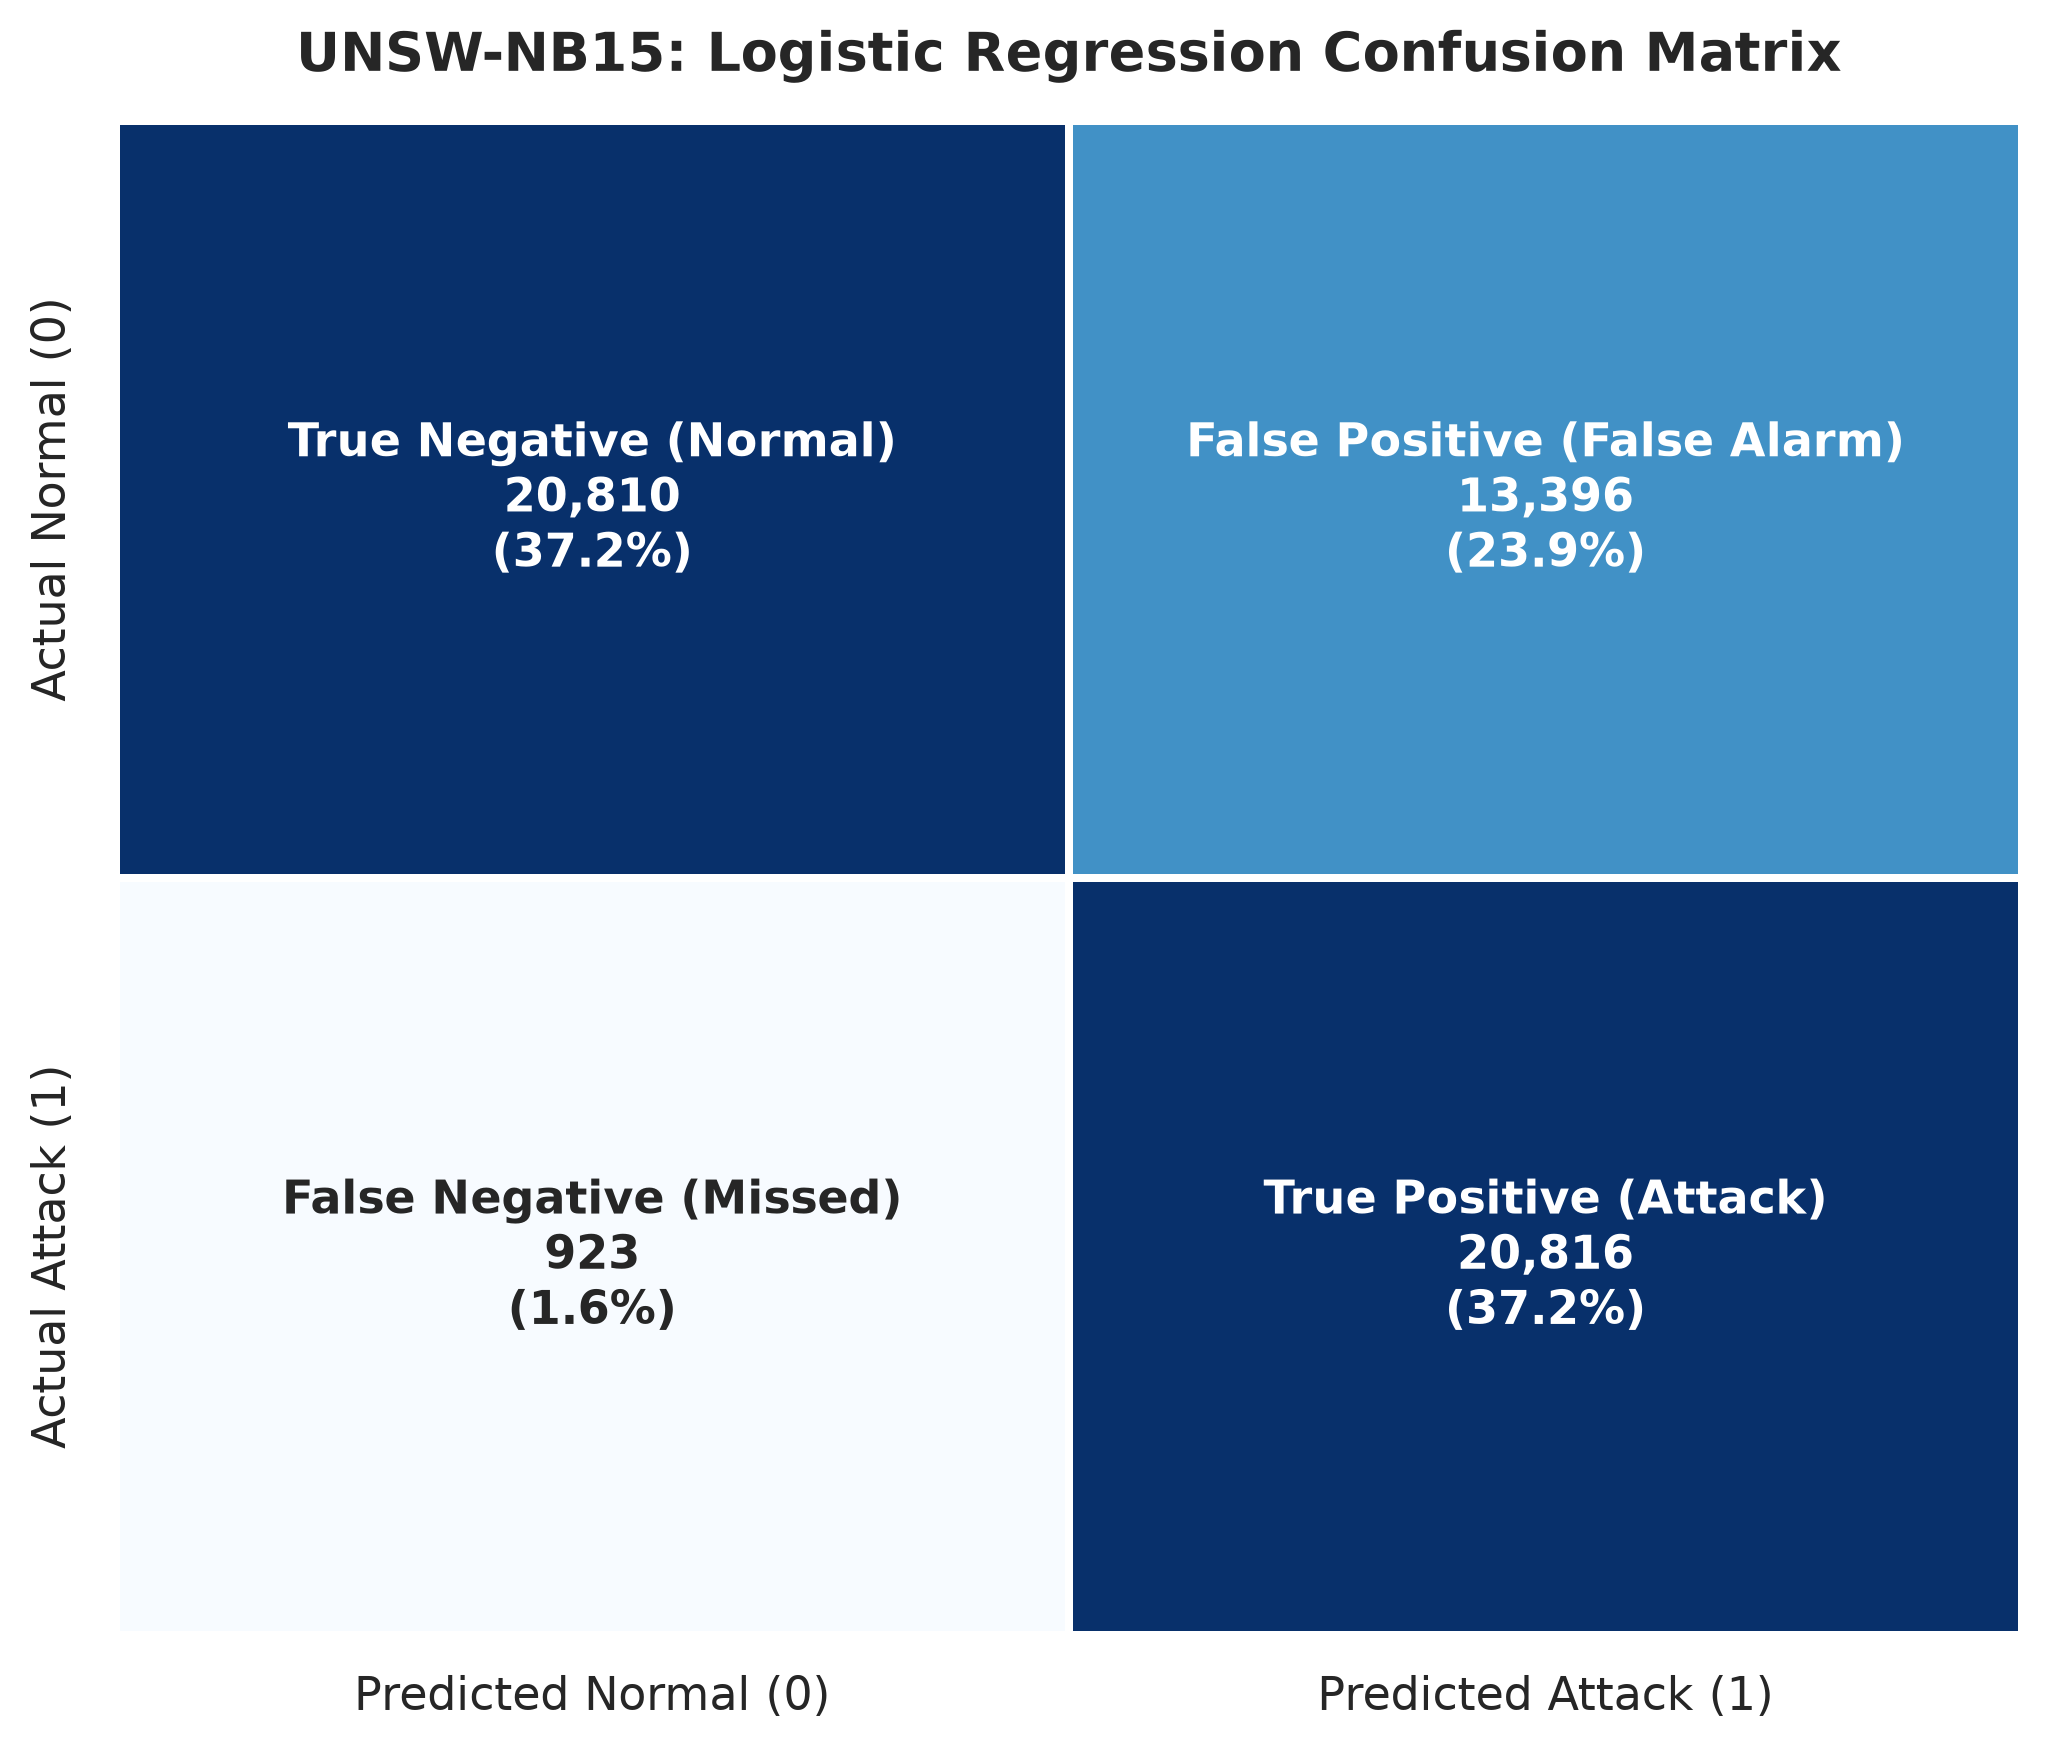 UNSW-NB15: Logistic Regression Confusion Matrix
Actual Normal (0)
True Negative (Normal)
20,810
(37.2%)
False Positive (False Alarm)
13,396
(23.9%)
Actual Attack (1)
False Negative (Missed)
923
(1.6%)
True Positive (Attack)
20,816
(37.2%)
Predicted Normal (0)
Predicted Attack (1)